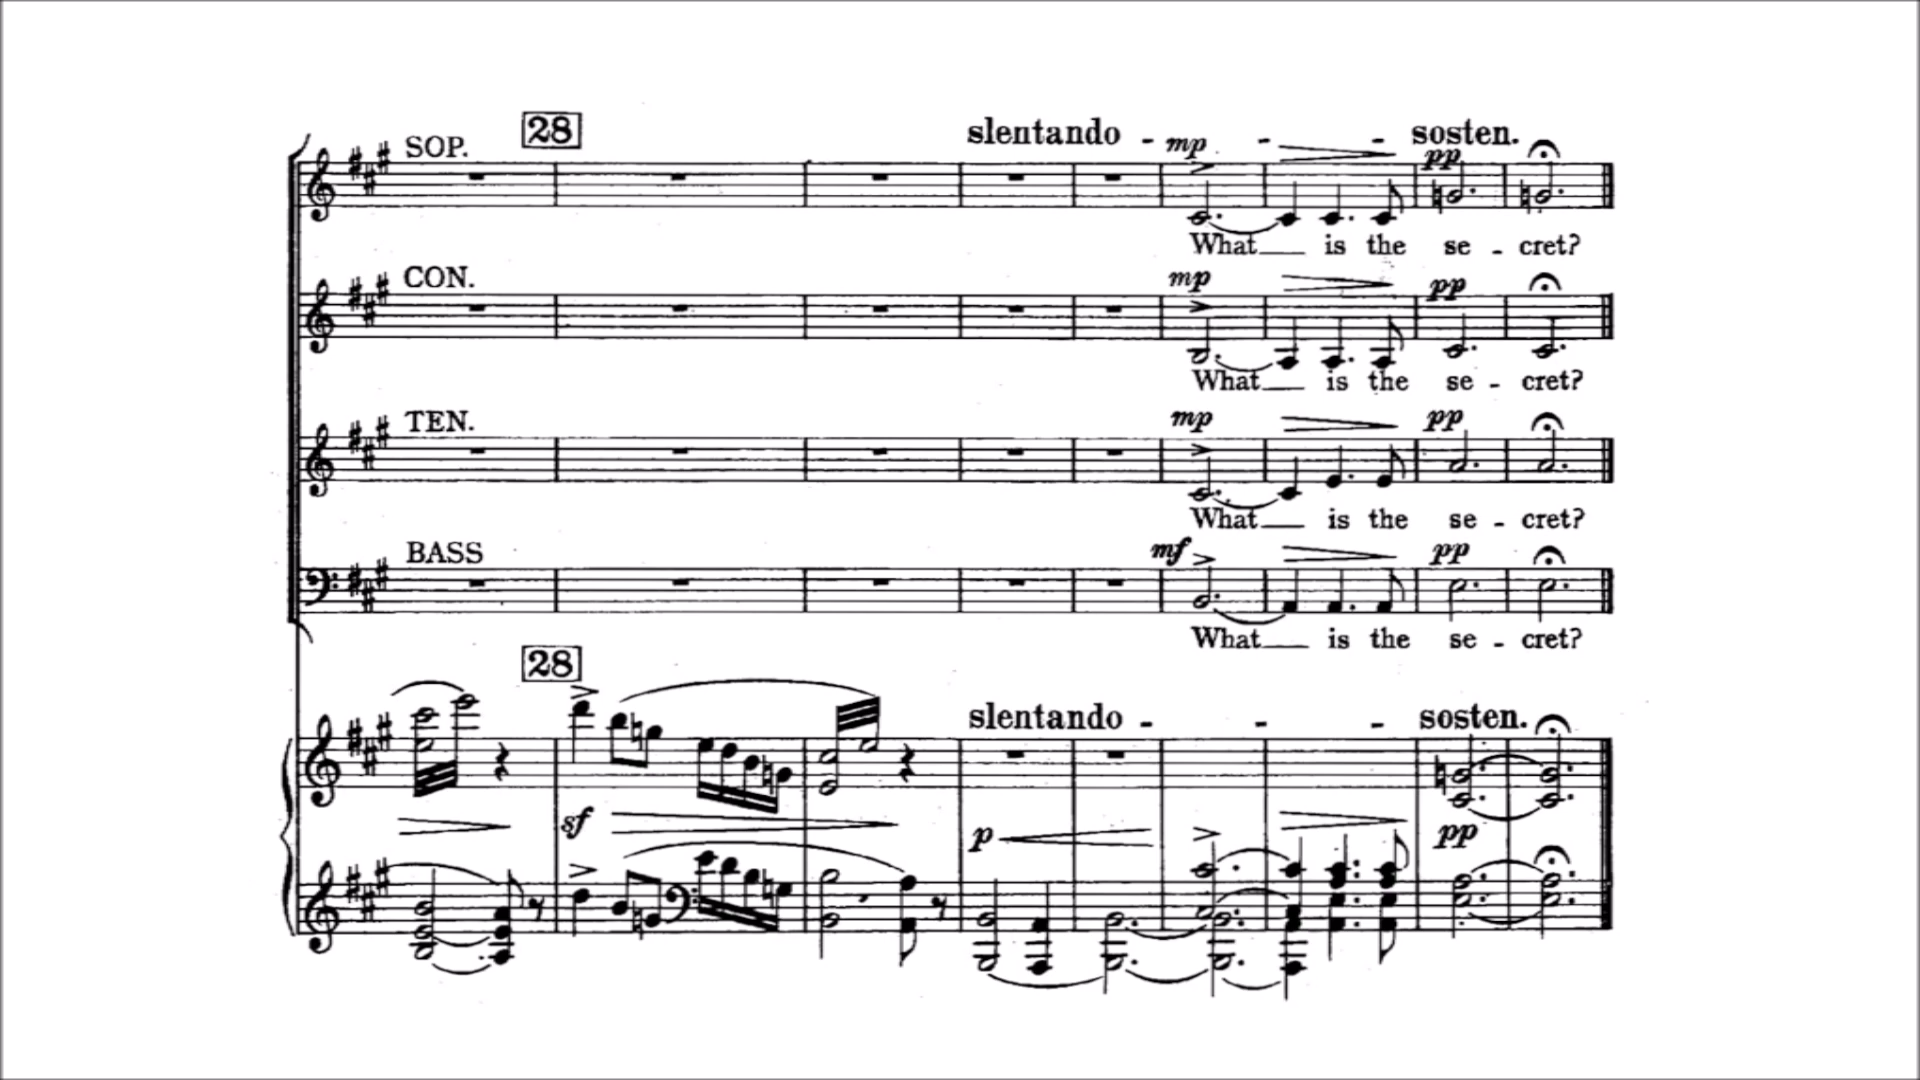 28
SOP.
slentando - mp - - sosten.
pp
What is the se - cret?
CON.
mp pp
What is the se - cret?
TEN.
mp pp
What is the se - cret?
BASS
mf pp
What is the se - cret?
28
slentando - - - sosten.
sf p pp